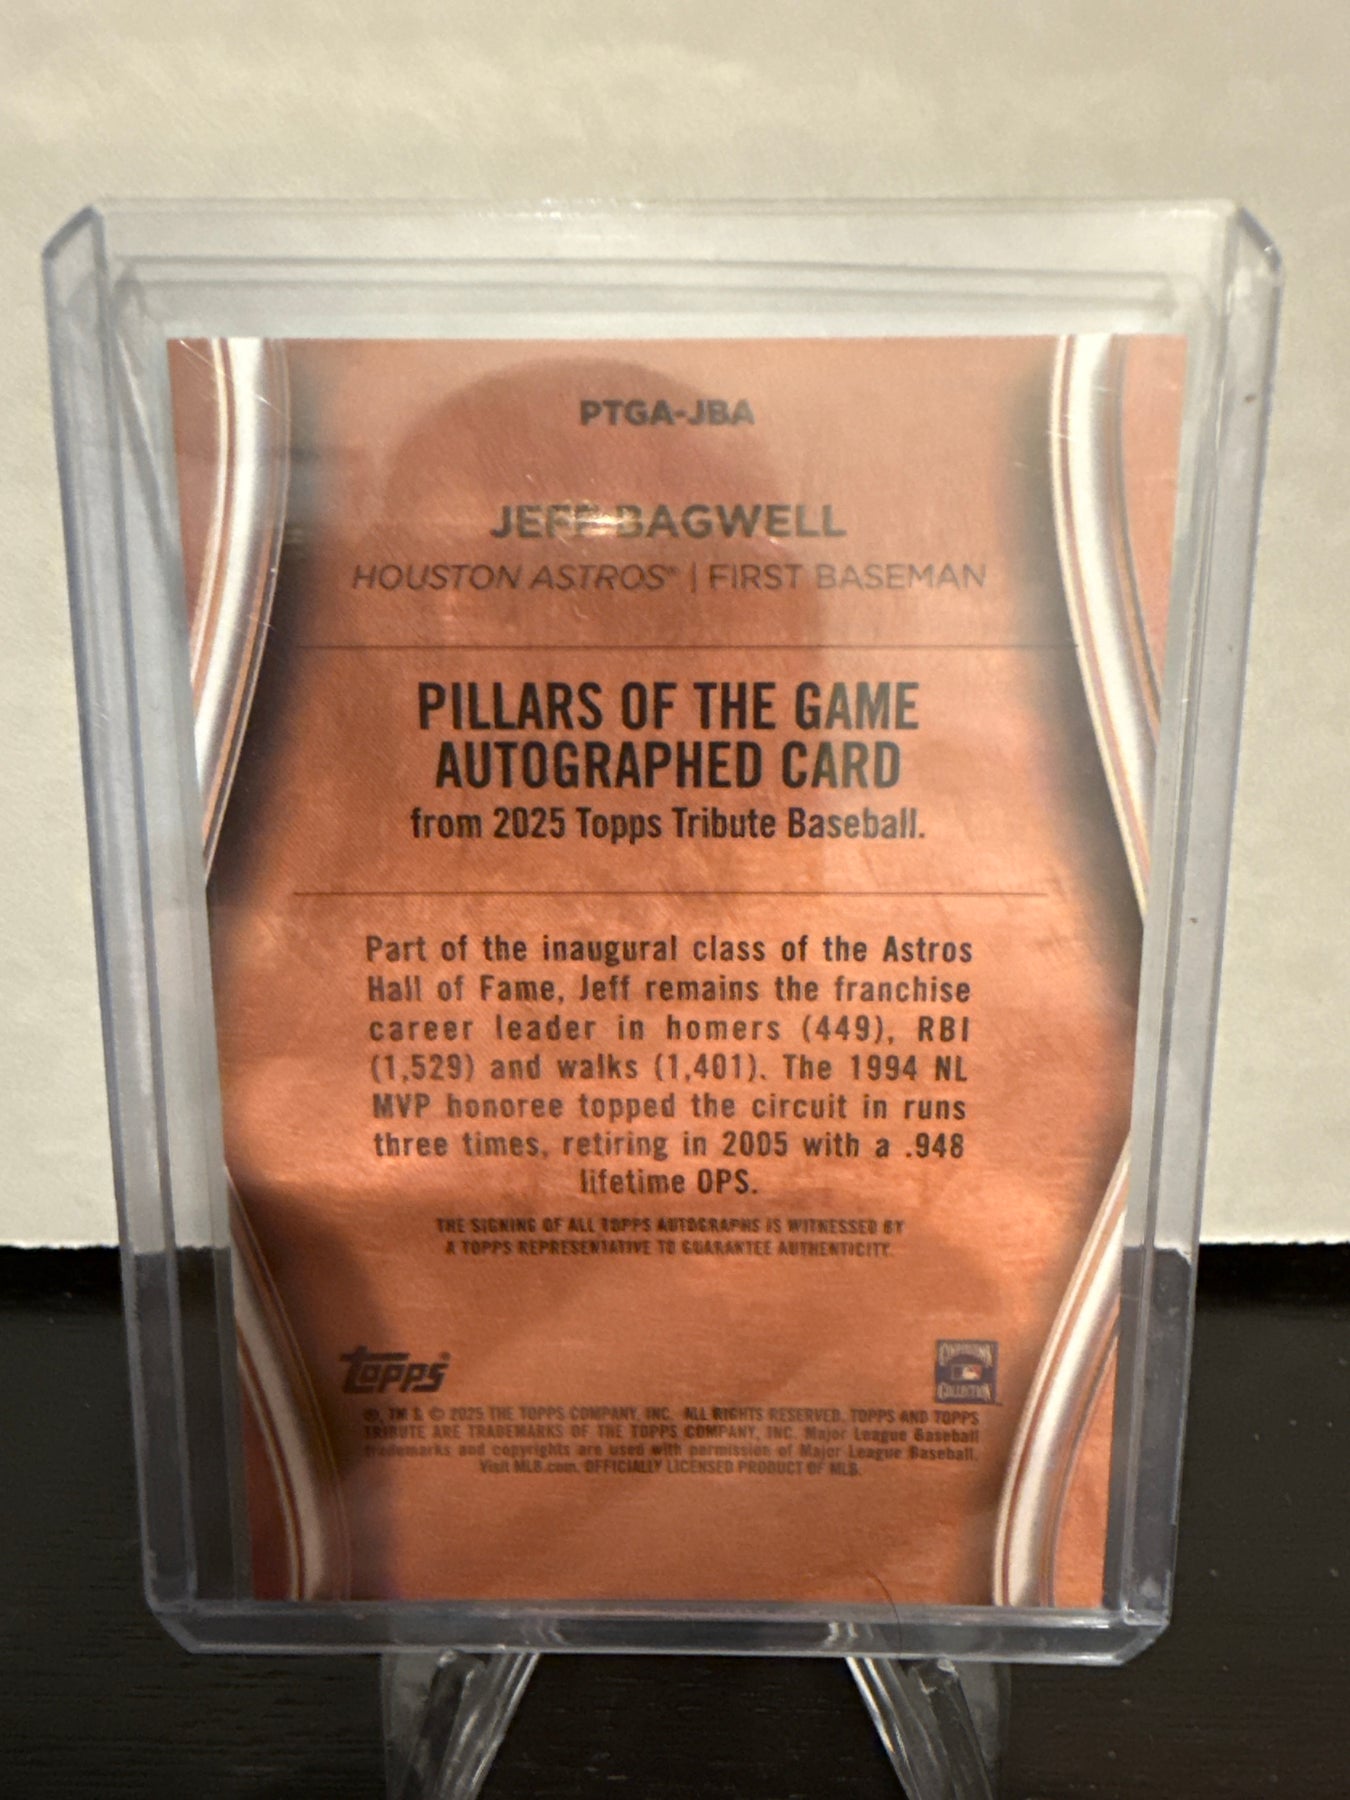 PTGA-JBA
JEFF BAGWELL
HOUSTON ASTROS® | FIRST BASEMAN
PILLARS OF THE GAME
AUTOGRAPHED CARD
from 2025 Topps Tribute Baseball.
Part of the inaugural class of the Astros
Hall of Fame, Jeff remains the franchise
career leader in homers (449), RBI
(1,529) and walks (1,401). The 1994 NL
MVP honoree topped the circuit in runs
three times, retiring in 2005 with a .948
lifetime OPS.
THE SIGNING OF ALL TOPPS AUTOGRAPHS IS WITNESSED BY
A TOPPS REPRESENTATIVE TO GUARANTEE AUTHENTICITY.
topps®
COOPERSTOWN
COLLECTION
®, TM & © 2025 THE TOPPS COMPANY, INC. ALL RIGHTS RESERVED. TOPPS AND TOPPS
TRIBUTE ARE TRADEMARKS OF THE TOPPS COMPANY, INC. Major League Baseball
trademarks and copyrights are used with permission of Major League Baseball.
Visit MLB.com. OFFICIALLY LICENSED PRODUCT OF MLB.